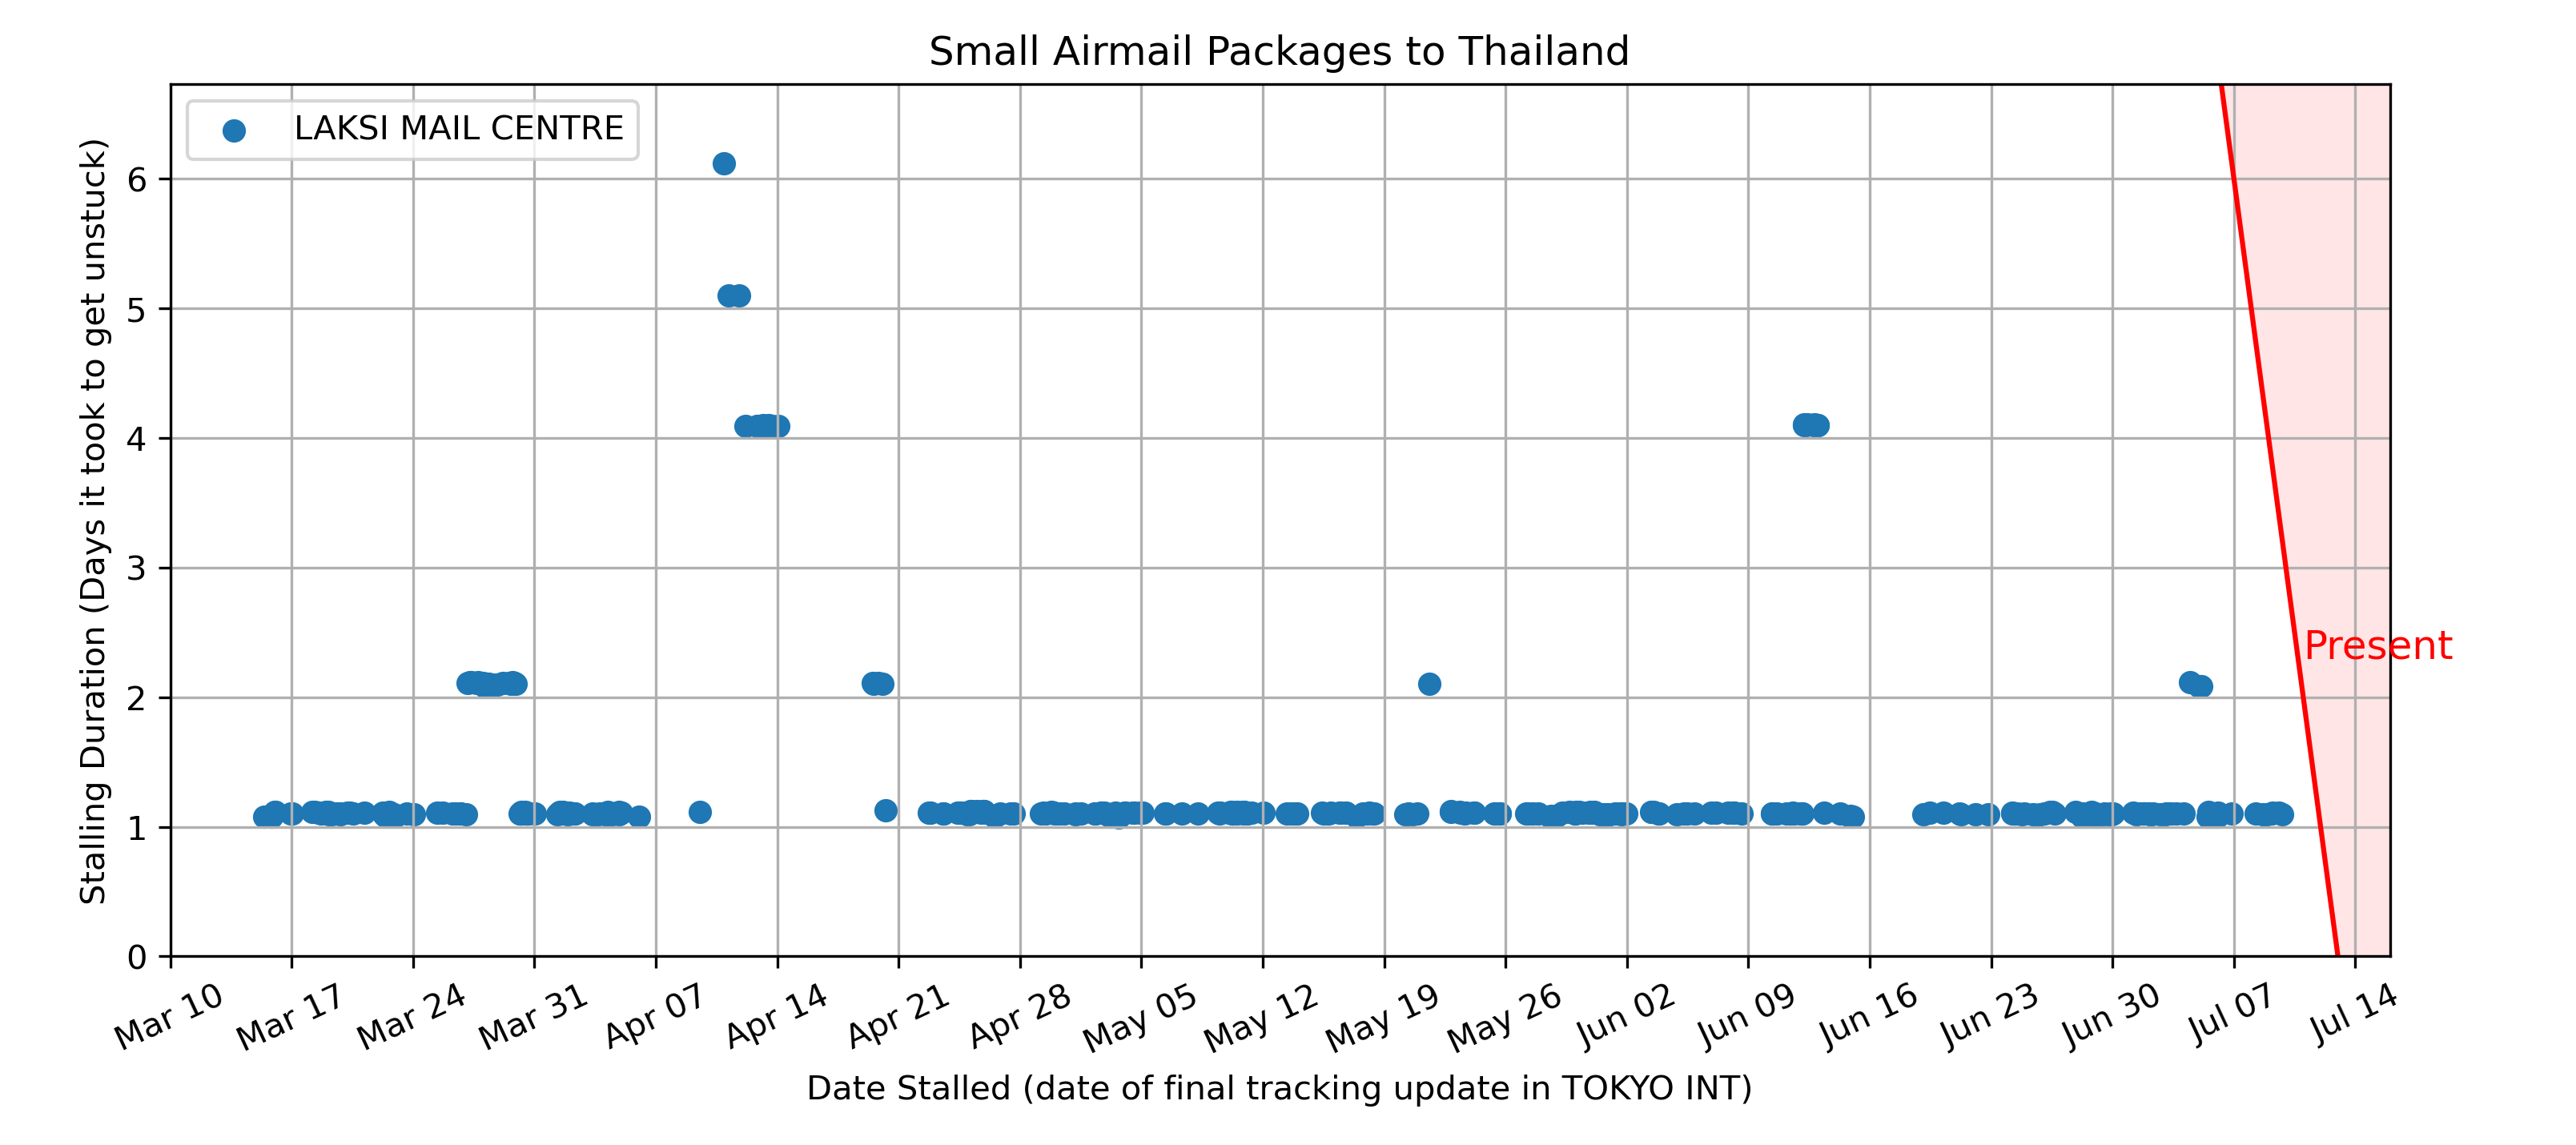 Small Airmail Packages to Thailand
LAKSI MAIL CENTRE
Stalling Duration (Days it took to get unstuck)
6
5
4
3
2
1
0
Present
Mar 10
Mar 17
Mar 24
Mar 31
Apr 07
Apr 14
Apr 21
Apr 28
May 05
May 12
May 19
May 26
Jun 02
Jun 09
Jun 16
Jun 23
Jun 30
Jul 07
Jul 14
Date Stalled (date of final tracking update in TOKYO INT)